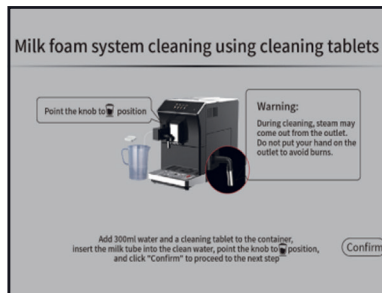 Milk foam system cleaning using cleaning tablets
Point the knob to position
Warning:
During cleaning, steam may
come out from the outlet.
Do not put your hand on the
outlet to avoid burns.
Add 300ml water and a cleaning tablet to the container,
insert the milk tube into the clean water, point the knob to position,
and click "Confirm" to proceed to the next step
Confirm